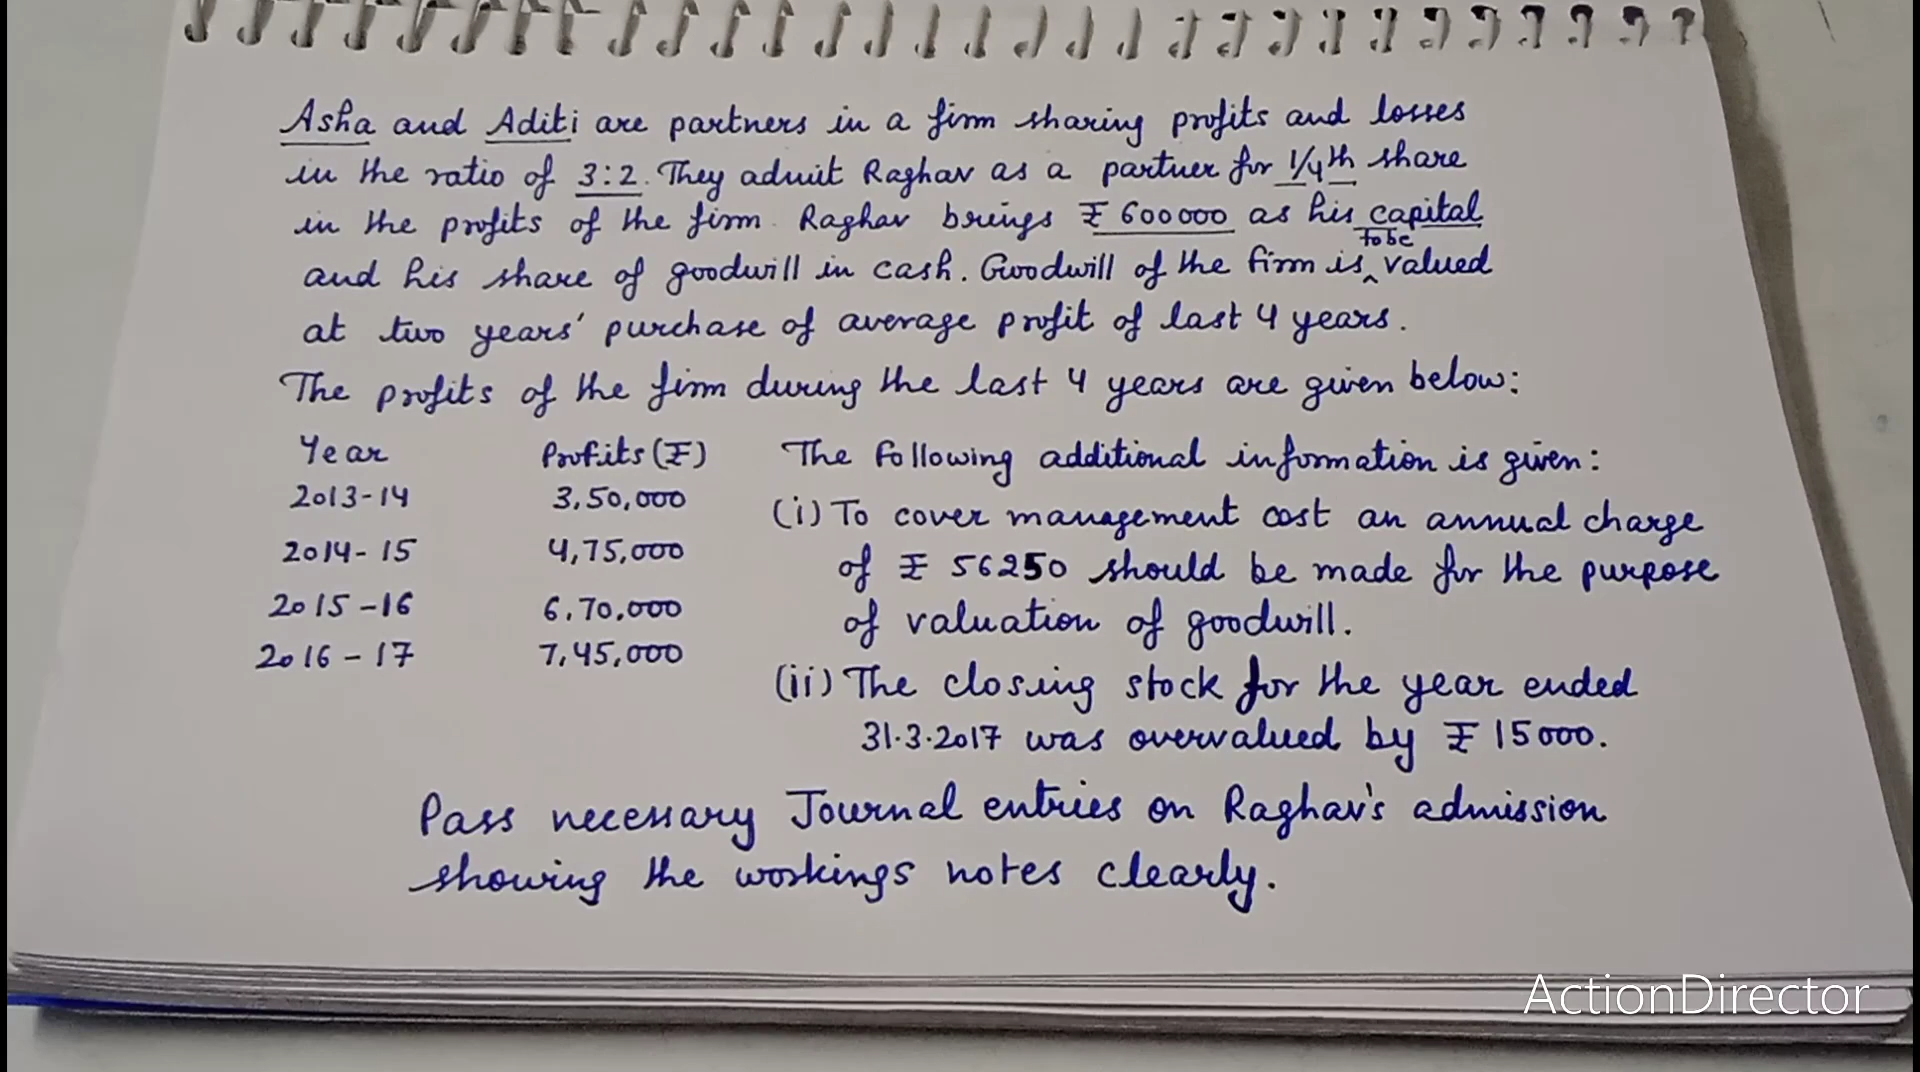 Asha and Aditi are partners in a firm sharing profits and losses
in the ratio of 3:2. They admit Raghav as a partner for 1/4th share
in the profits of the firm. Raghav brings ₹ 600000 as his capital
and his share of goodwill in cash. Goodwill of the firm is to be valued
at two years' purchase of average profit of last 4 years.
The profits of the firm during the last 4 years are given below:
Year Profits (₹)
2013-14 3,50,000
2014-15 4,75,000
2015-16 6,70,000
2016-17 7,45,000
The following additional information is given:
(i) To cover management cost an annual charge
of ₹ 56250 should be made for the purpose
of valuation of goodwill.
(ii) The closing stock for the year ended
31.3.2017 was overvalued by ₹ 15000.
Pass necessary Journal entries on Raghav's admission
showing the workings notes clearly.
ActionDirector